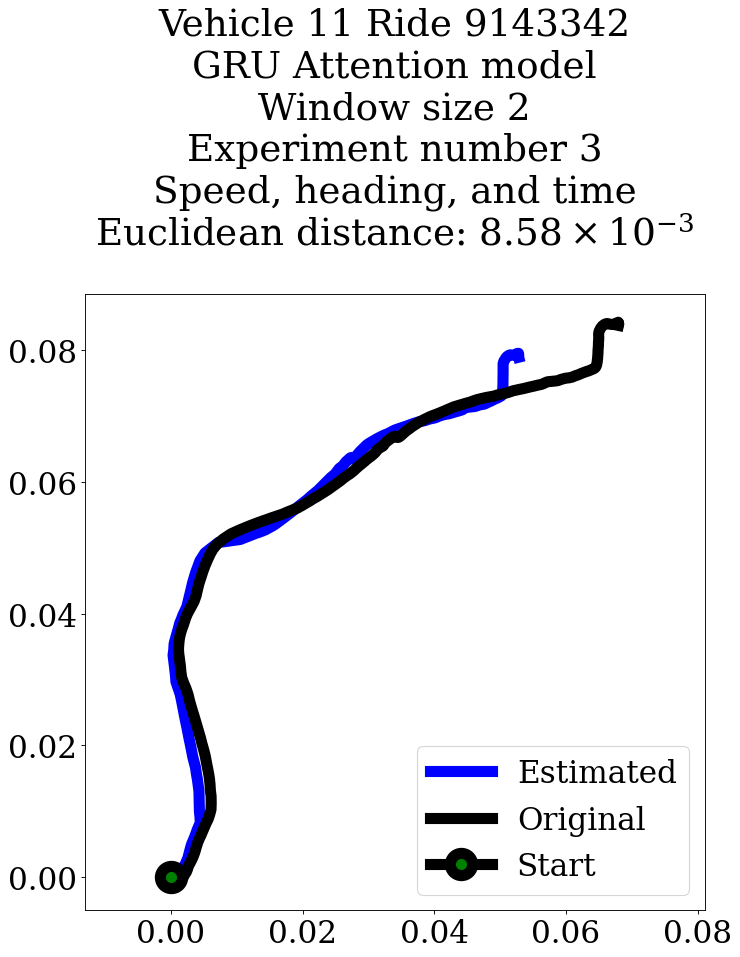 Vehicle 11 Ride 9143342
GRU Attention model
Window size 2
Experiment number 3
Speed, heading, and time
Euclidean distance: 8.58 × 10⁻³
0.08
0.06
0.04
0.02
0.00
Estimated
Original
Start
0.00 0.02 0.04 0.06 0.08